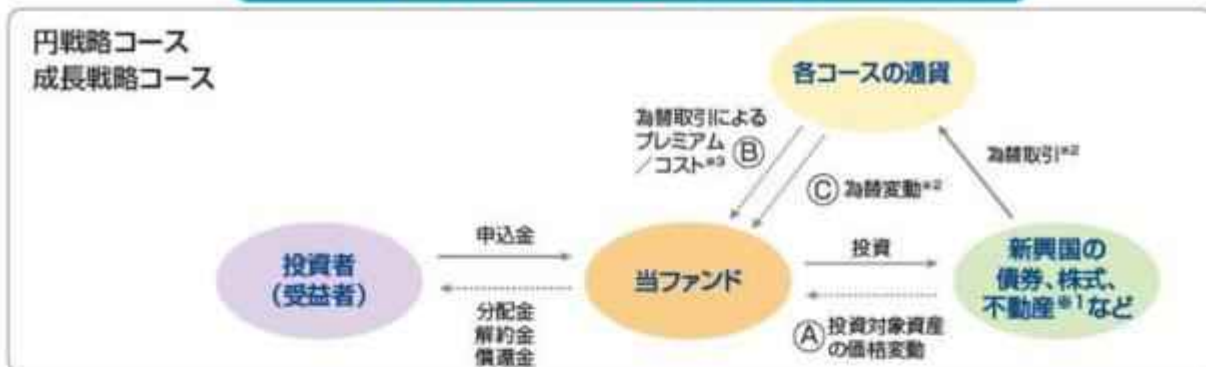 円戦略コース
成長戦略コース
各コースの通貨
為替取引による
プレミアム
／コスト※3
Ⓑ
為替取引※2
Ⓒ 為替変動※2
申込金
投資
投資者
（受益者）
当ファンド
新興国の
債券、株式、
不動産※1など
分配金
解約金
償還金
Ⓐ 投資対象資産
の価格変動